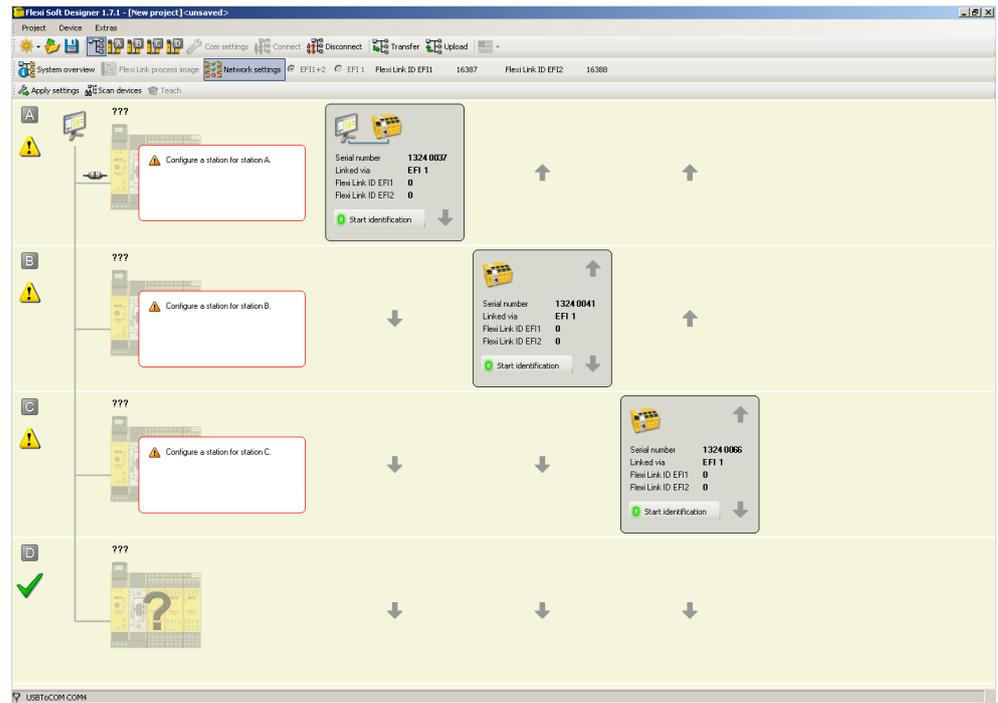 Flexi Soft Designer 1.7.1 - [New project]<unsaved>
Project Device Extras
A B C D Com settings Connect Disconnect Transfer Upload
System overview Flexi Link process image Network settings EFI1+2 EFI 1 Flexi Link ID EFI1 16387 Flexi Link ID EFI2 16388
Apply settings Scan devices Teach
A
???
Configure a station for station A.
Serial number 1324 0037
Linked via EFI 1
Flexi Link ID EFI1 0
Flexi Link ID EFI2 0
Start identification
B
???
Configure a station for station B.
Serial number 1324 0041
Linked via EFI 1
Flexi Link ID EFI1 0
Flexi Link ID EFI2 0
Start identification
C
???
Configure a station for station C.
Serial number 1324 0066
Linked via EFI 1
Flexi Link ID EFI1 0
Flexi Link ID EFI2 0
Start identification
D
???
?
USBToCOM COM4